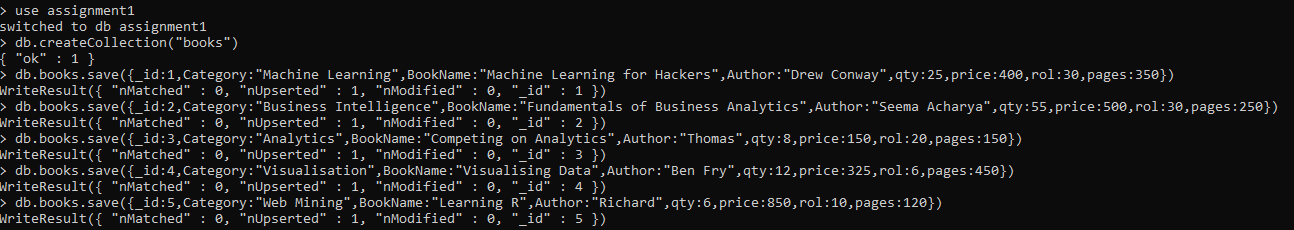 > use assignment1
switched to db assignment1
> db.createCollection("books")
{ "ok" : 1 }
> db.books.save({_id:1,Category:"Machine Learning",BookName:"Machine Learning for Hackers",Author:"Drew Conway",qty:25,price:400,rol:30,pages:350})
WriteResult({ "nMatched" : 0, "nUpserted" : 1, "nModified" : 0, "_id" : 1 })
> db.books.save({_id:2,Category:"Business Intelligence",BookName:"Fundamentals of Business Analytics",Author:"Seema Acharya",qty:55,price:500,rol:30,pages:250})
WriteResult({ "nMatched" : 0, "nUpserted" : 1, "nModified" : 0, "_id" : 2 })
> db.books.save({_id:3,Category:"Analytics",BookName:"Competing on Analytics",Author:"Thomas",qty:8,price:150,rol:20,pages:150})
WriteResult({ "nMatched" : 0, "nUpserted" : 1, "nModified" : 0, "_id" : 3 })
> db.books.save({_id:4,Category:"Visualisation",BookName:"Visualising Data",Author:"Ben Fry",qty:12,price:325,rol:6,pages:450})
WriteResult({ "nMatched" : 0, "nUpserted" : 1, "nModified" : 0, "_id" : 4 })
> db.books.save({_id:5,Category:"Web Mining",BookName:"Learning R",Author:"Richard",qty:6,price:850,rol:10,pages:120})
WriteResult({ "nMatched" : 0, "nUpserted" : 1, "nModified" : 0, "_id" : 5 })